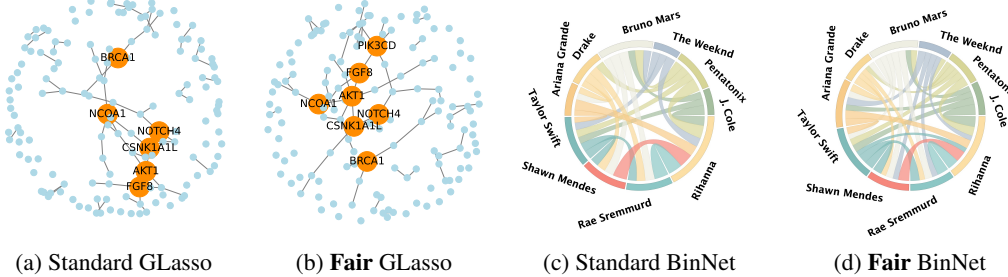 BRCA1
NCOA1
NOTCH4
CSNK1A1L
AKT1
FGF8
(a) Standard GLasso
PIK3CD
FGF8
AKT1
NCOA1
NOTCH4
CSNK1A1L
BRCA1
(b) Fair GLasso
Bruno Mars
The Weeknd
Drake
Pentatonix
Ariana Grande
J. Cole
Taylor Swift
Shawn Mendes
Rihanna
Rae Sremmurd
(c) Standard BinNet
Bruno Mars
The Weeknd
Drake
Pentatonix
Ariana Grande
J. Cole
Taylor Swift
Shawn Mendes
Rihanna
Rae Sremmurd
(d) Fair BinNet